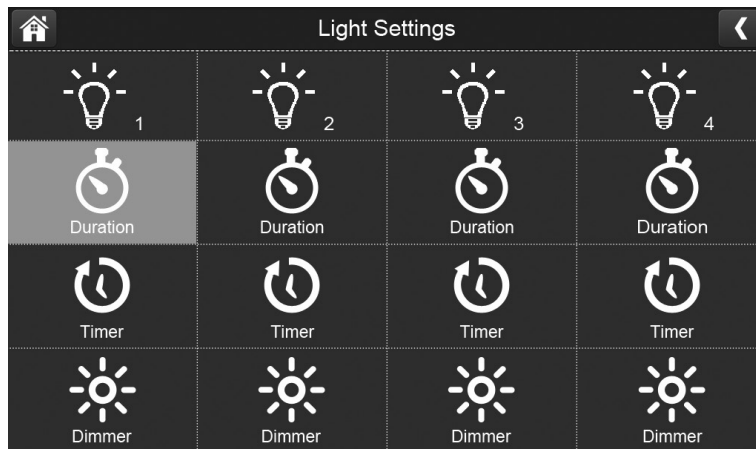 Light Settings
1 2 3 4
Duration Duration Duration Duration
Timer Timer Timer Timer
Dimmer Dimmer Dimmer Dimmer